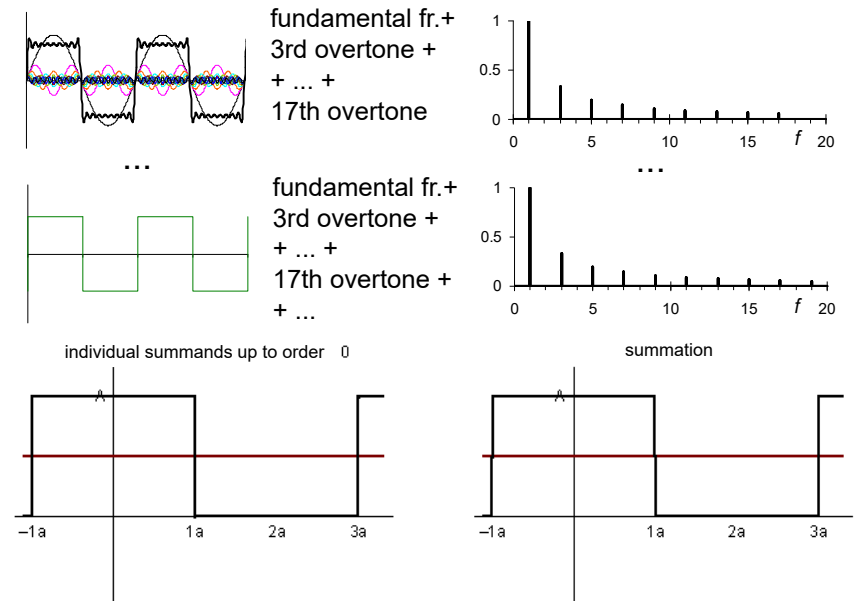 fundamental fr.+
3rd overtone +
+ ... +
17th overtone
1
0.5
0
0 5 10 15 f 20
...
...
fundamental fr.+
3rd overtone +
+ ... +
17th overtone +
+ ...
1
0.5
0
0 5 10 15 f 20
individual summands up to order 0
summation
A
–1a 1a 2a 3a
A
–1a 1a 2a 3a